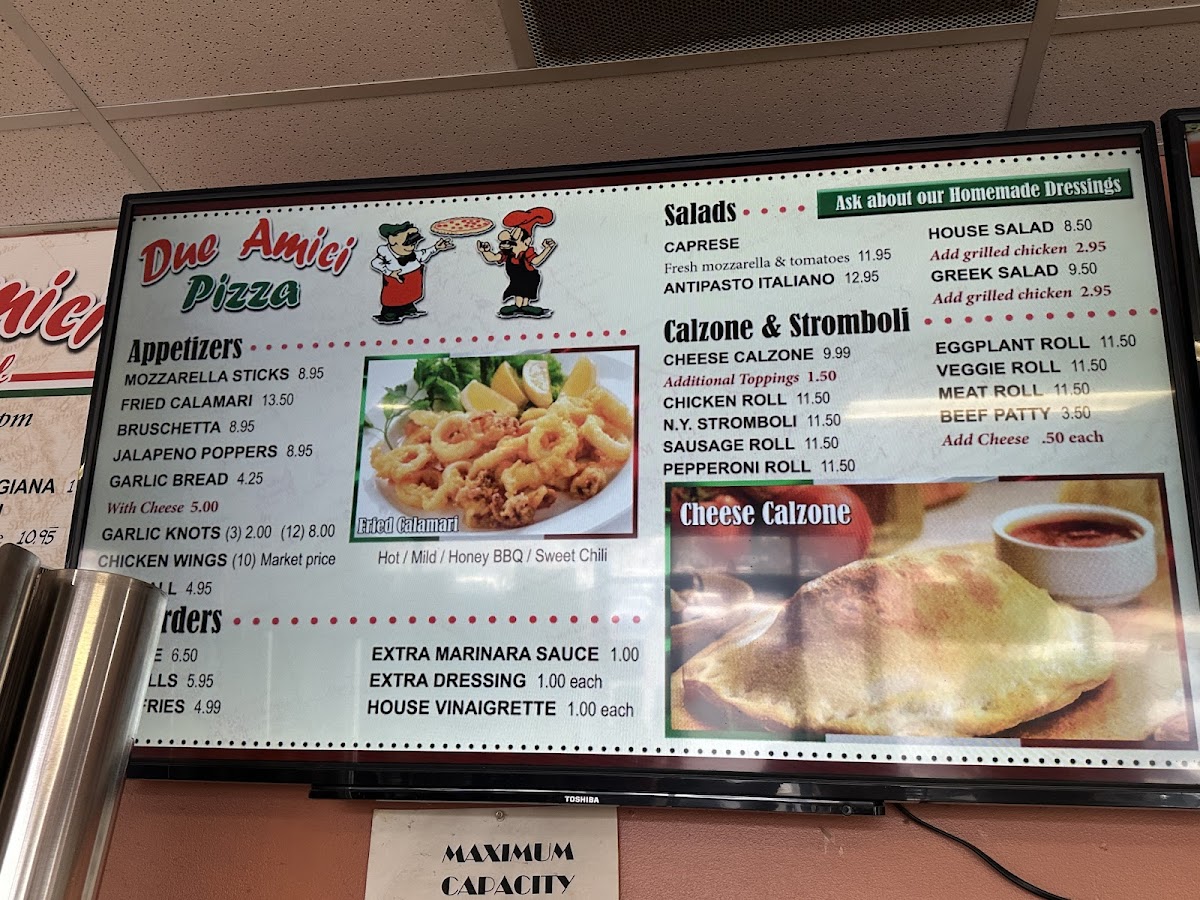 Due Amici
Pizza
Appetizers
MOZZARELLA STICKS 8.95
FRIED CALAMARI 13.50
BRUSCHETTA 8.95
JALAPENO POPPERS 8.95
GARLIC BREAD 4.25
With Cheese 5.00
GARLIC KNOTS (3) 2.00 (12) 8.00
CHICKEN WINGS (10) Market price
Hot / Mild / Honey BBQ / Sweet Chili
4.95
Fried Calamari
6.50
5.95
FRIES 4.99
EXTRA MARINARA SAUCE 1.00
EXTRA DRESSING 1.00 each
HOUSE VINAIGRETTE 1.00 each
Salads
Ask about our Homemade Dressings
CAPRESE
Fresh mozzarella & tomatoes 11.95
ANTIPASTO ITALIANO 12.95
HOUSE SALAD 8.50
Add grilled chicken 2.95
GREEK SALAD 9.50
Add grilled chicken 2.95
Calzone & Stromboli
CHEESE CALZONE 9.99
Additional Toppings 1.50
CHICKEN ROLL 11.50
N.Y. STROMBOLI 11.50
SAUSAGE ROLL 11.50
PEPPERONI ROLL 11.50
EGGPLANT ROLL 11.50
VEGGIE ROLL 11.50
MEAT ROLL 11.50
BEEF PATTY 3.50
Add Cheese .50 each
Cheese Calzone
TOSHIBA
MAXIMUM
CAPACITY
pm
GIANA
10.95